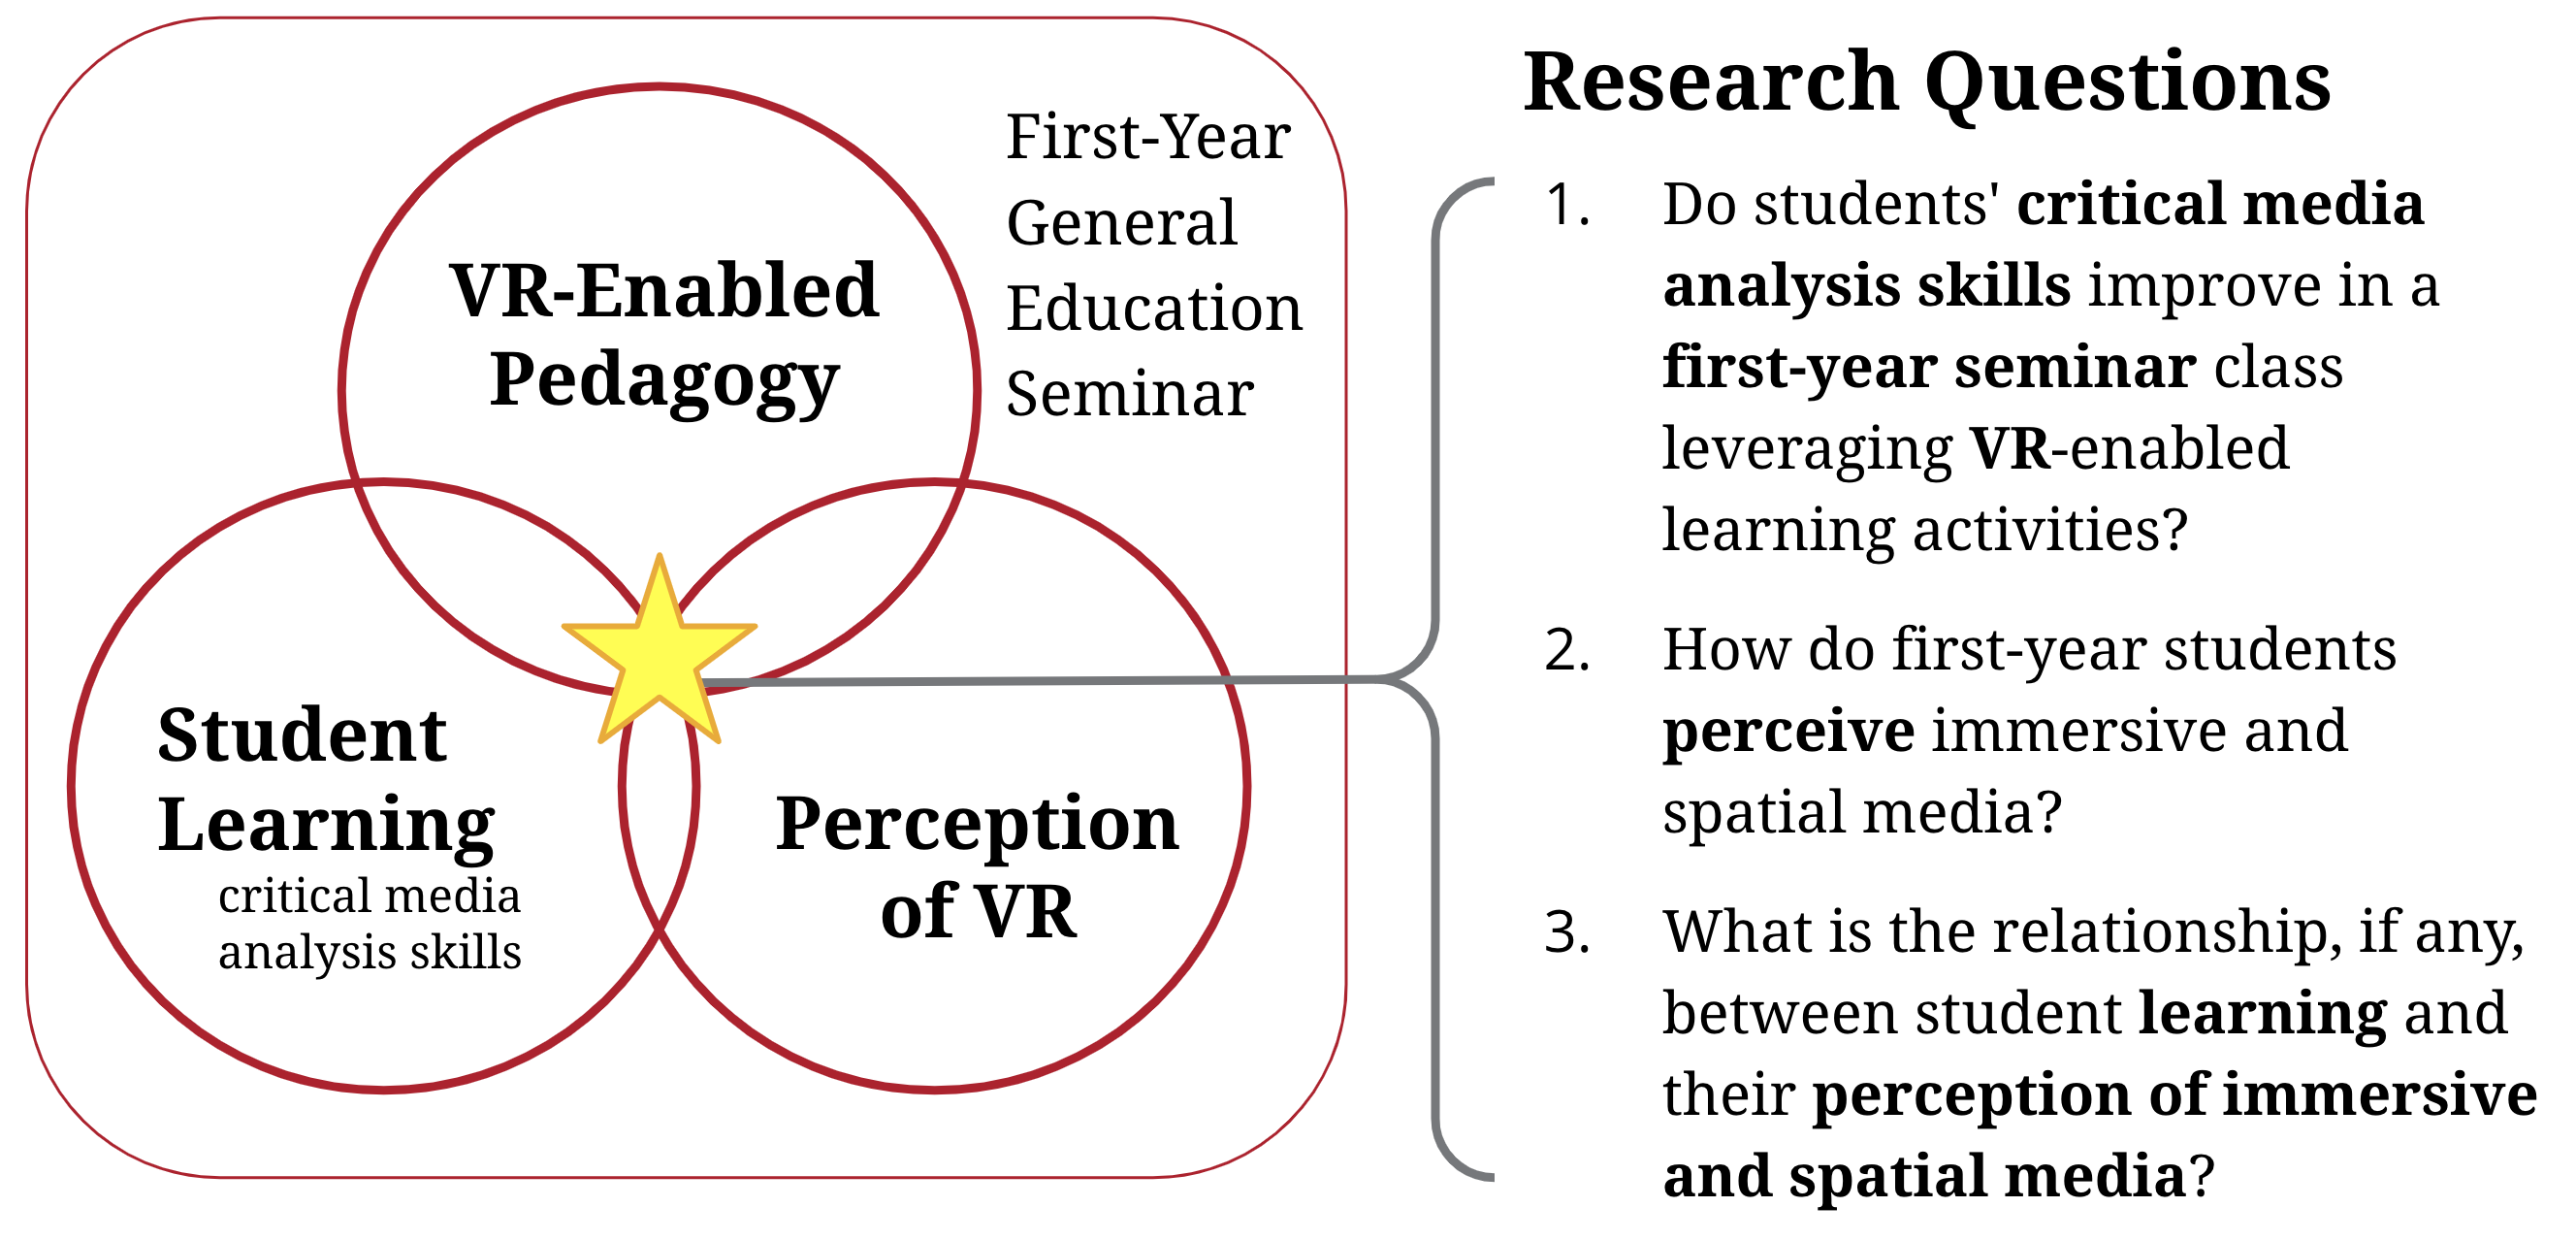 First-Year
General
Education
Seminar
VR-Enabled
Pedagogy
Student
Learning
critical media
analysis skills
Perception
of VR
Research Questions
1. Do students' critical media
analysis skills improve in a
first-year seminar class
leveraging VR-enabled
learning activities?
2. How do first-year students
perceive immersive and
spatial media?
3. What is the relationship, if any,
between student learning and
their perception of immersive
and spatial media?